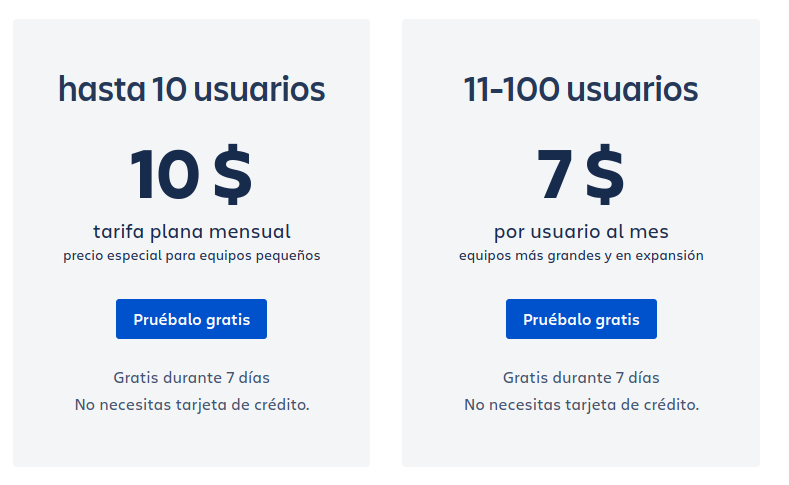 hasta 10 usuarios
10 $
tarifa plana mensual
precio especial para equipos pequeños
Pruébalo gratis
Gratis durante 7 días
No necesitas tarjeta de crédito.
11-100 usuarios
7 $
por usuario al mes
equipos más grandes y en expansión
Pruébalo gratis
Gratis durante 7 días
No necesitas tarjeta de crédito.